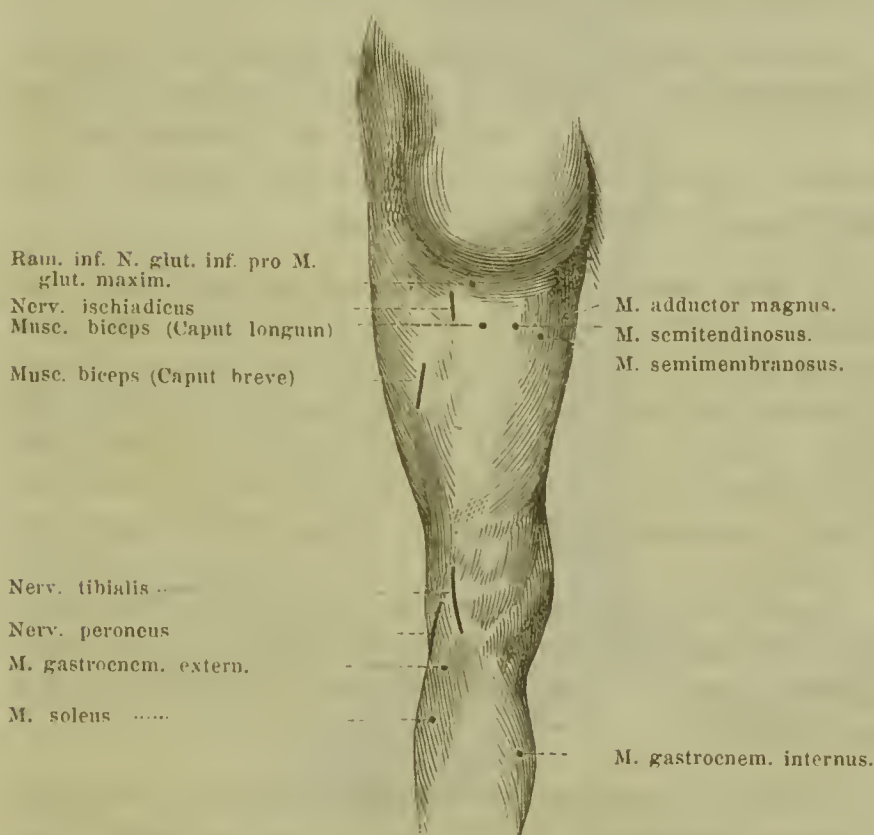 Ram. inf. N. glut. inf. pro M.
glut. maxim.
Nerv. ischiadicus
Musc. biceps (Caput longum)
Musc. biceps (Caput breve)
Nerv. tibialis
Nerv. peroneus
M. gastrocnem. extern.
M. soleus
M. adductor magnus.
M. semitendinosus.
M. semimembranosus.
M. gastrocnem. internus.